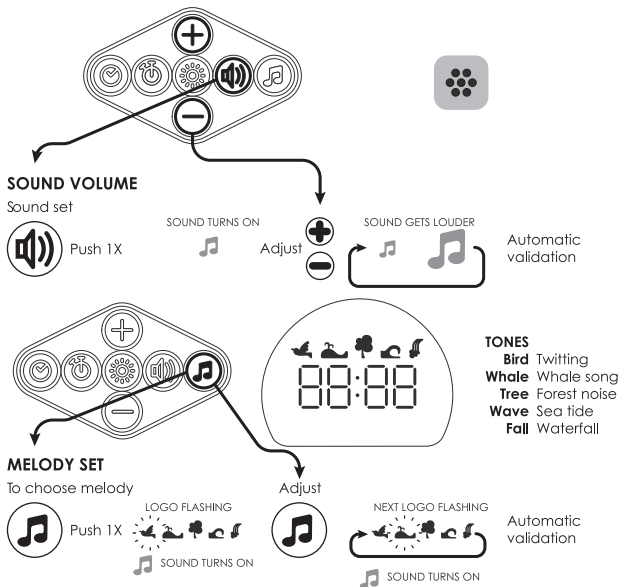 SOUND VOLUME
Sound set
Push 1X
SOUND TURNS ON
Adjust
SOUND GETS LOUDER
Automatic
validation
88:88
TONES
Bird Twitting
Whale Whale song
Tree Forest noise
Wave Sea tide
Fall Waterfall
MELODY SET
To choose melody
Push 1X
LOGO FLASHING
SOUND TURNS ON
Adjust
NEXT LOGO FLASHING
SOUND TURNS ON
Automatic
validation